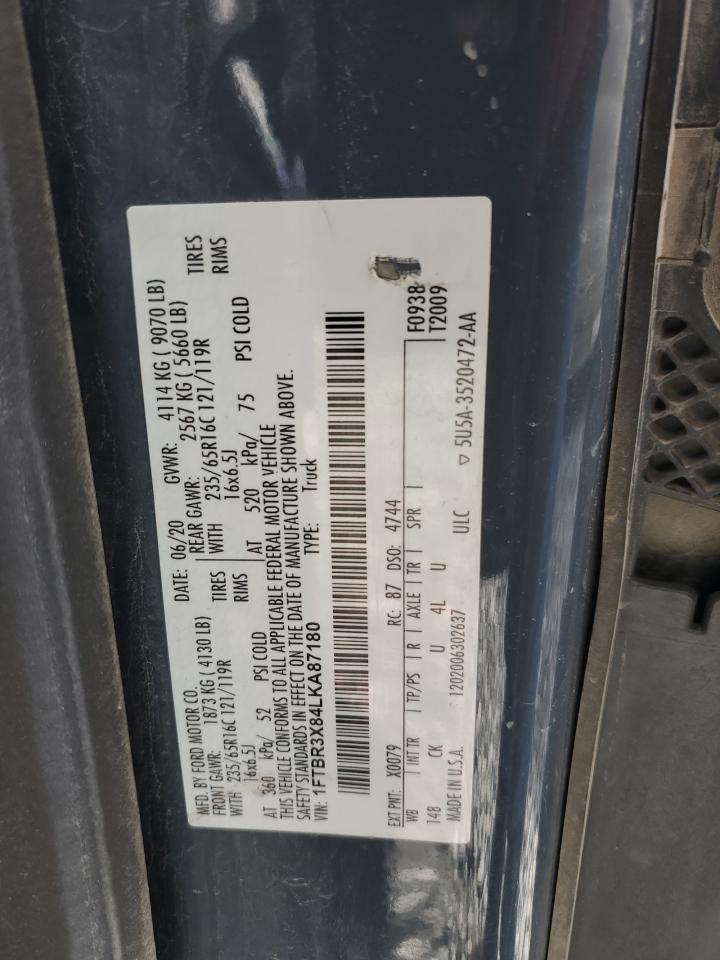 MFD. BY FORD MOTOR CO. DATE: 06/20 GVWR: 4114 KG ( 9070 LB)
FRONT GAWR: 1873 KG ( 4130 LB) REAR GAWR: 2567 KG ( 5660 LB)
WITH 235/65R16C 121/119R TIRES WITH 235/65R16C 121/119R TIRES
16x6.5J RIMS 16x6.5J RIMS
AT 360 kPa/ 52 PSI COLD AT 520 kPa/ 75 PSI COLD
THIS VEHICLE CONFORMS TO ALL APPLICABLE FEDERAL MOTOR VEHICLE
SAFETY STANDARDS IN EFFECT ON THE DATE OF MANUFACTURE SHOWN ABOVE.
VIN: 1FTBR3X84LKA87180 TYPE: Truck
EXT PNT: X0079 RC: 87 DSO: 4744 F0938
WB INT TR TP/PS R AXLE TR SPR T2009
148 CK U 4L U
MADE IN U.S.A. 1202006302637 ULC ▽ 5U5A-3520472-AA